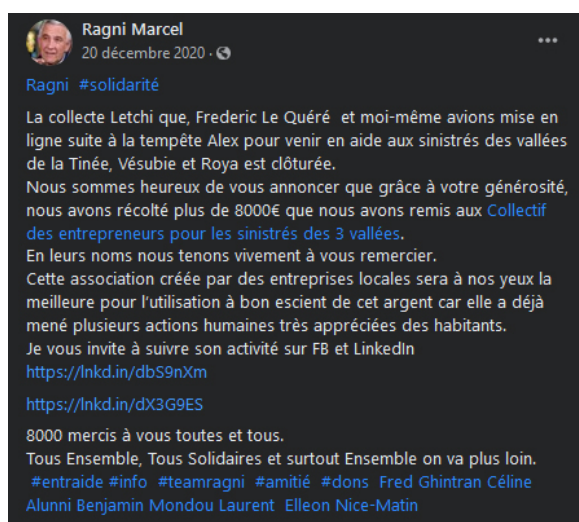 Ragni Marcel
20 décembre 2020 ·
Ragni #solidarité
La collecte Letchi que, Frederic Le Quéré et moi-même avions mise en
ligne suite à la tempête Alex pour venir en aide aux sinistrés des vallées
de la Tinée, Vésubie et Roya est clôturée.
Nous sommes heureux de vous annoncer que grâce à votre générosité,
nous avons récolté plus de 8000€ que nous avons remis aux Collectif
des entrepreneurs pour les sinistrés des 3 vallées.
En leurs noms nous tenons vivement à vous remercier.
Cette association créée par des entreprises locales sera à nos yeux la
meilleure pour l'utilisation à bon escient de cet argent car elle a déjà
mené plusieurs actions humaines très appréciées des habitants.
Je vous invite à suivre son activité sur FB et LinkedIn
https://lnkd.in/dbS9nXm
https://lnkd.in/dX3G9ES
8000 mercis à vous toutes et tous.
Tous Ensemble, Tous Solidaires et surtout Ensemble on va plus loin.
#entraide #info #teamragni #amitié #dons Fred Ghintran Céline
Alunni Benjamin Mondou Laurent Elleon Nice-Matin